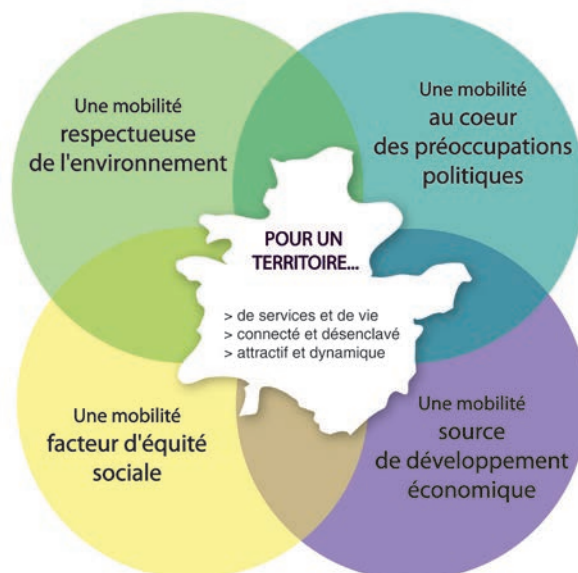 Une mobilité
respectueuse
de l'environnement
Une mobilité
au coeur
des préoccupations
politiques
POUR UN
TERRITOIRE...
> de services et de vie
> connecté et désenclavé
> attractif et dynamique
Une mobilité
facteur d'équité
sociale
Une mobilité
source
de développement
économique